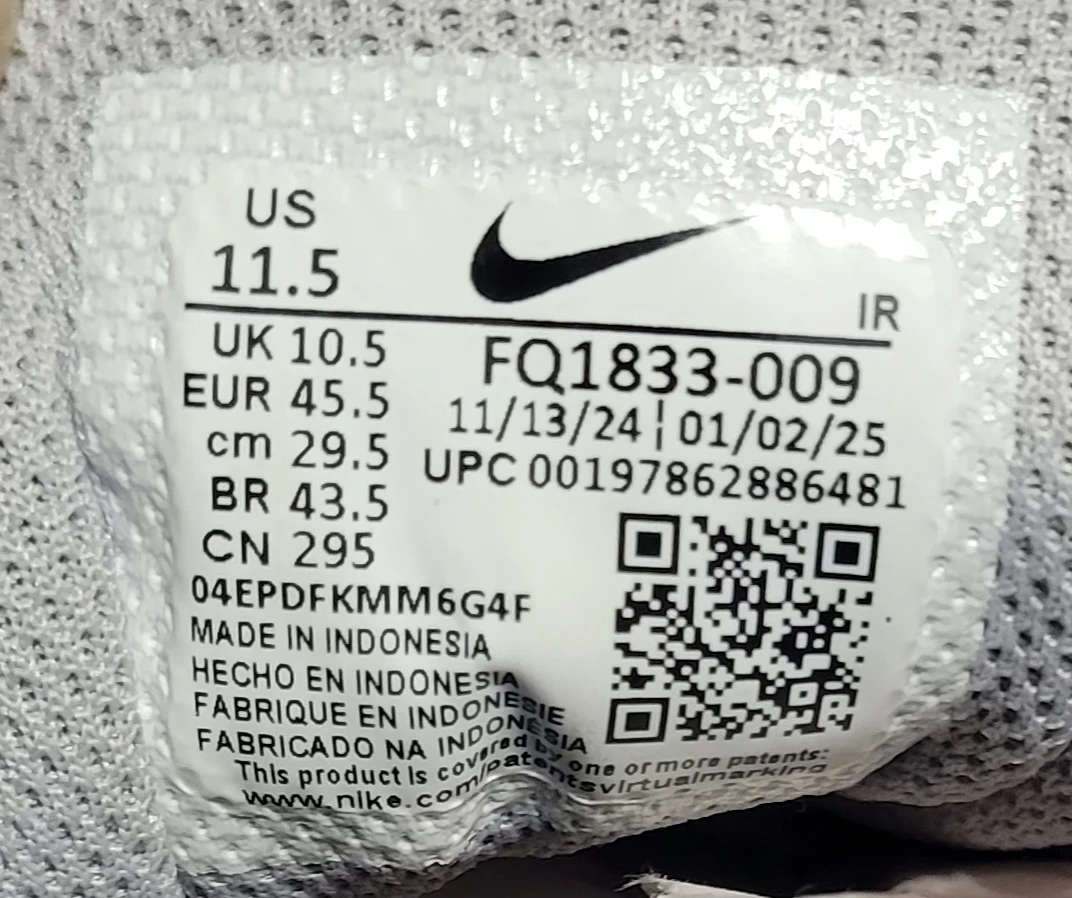 US
11.5
IR
UK 10.5
EUR 45.5
cm 29.5
BR 43.5
CN 295
FQ1833-009
11/13/24 ¦ 01/02/25
UPC 00197862886481
04EPDFKMM6G4F
MADE IN INDONESIA
HECHO EN INDONESIA
FABRIQUE EN INDONESIE
FABRICADO NA INDONESIA
This product is covered by one or more patents:
www.nike.com/patentsvirtualmarking